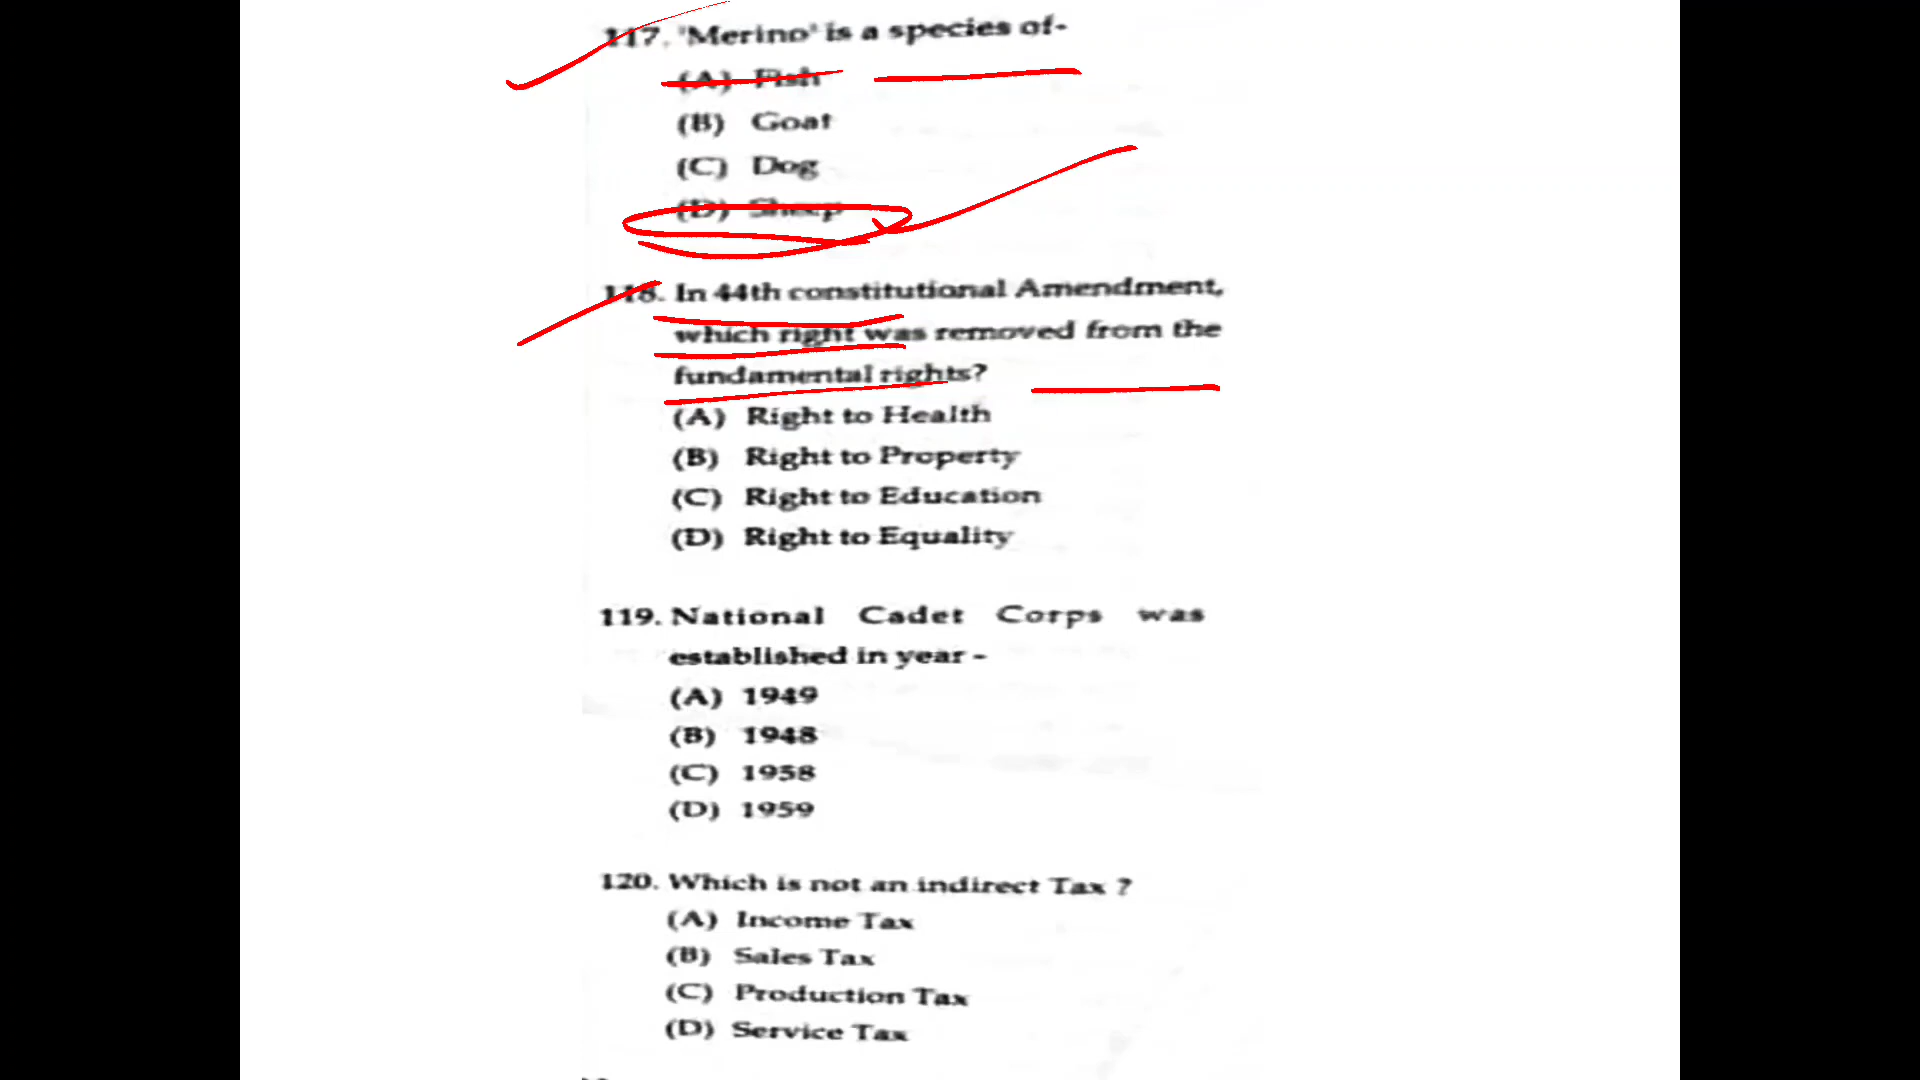 117. 'Merino' is a species of-
(A) Fish
(B) Goat
(C) Dog
(D) Sheep
118. In 44th constitutional Amendment,
which right was removed from the
fundamental rights?
(A) Right to Health
(B) Right to Property
(C) Right to Education
(D) Right to Equality
119. National Cadet Corps was
established in year -
(A) 1949
(B) 1948
(C) 1958
(D) 1959
120. Which is not an indirect Tax ?
(A) Income Tax
(B) Sales Tax
(C) Production Tax
(D) Service Tax